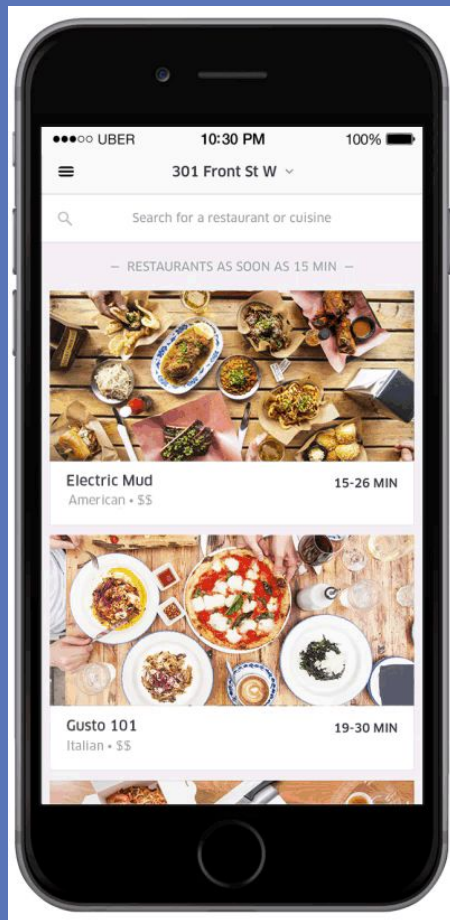 ●●●○○ UBER 10:30 PM 100%
301 Front St W
Search for a restaurant or cuisine
– RESTAURANTS AS SOON AS 15 MIN –
Electric Mud 15-26 MIN
American • $$
Gusto 101 19-30 MIN
Italian • $$